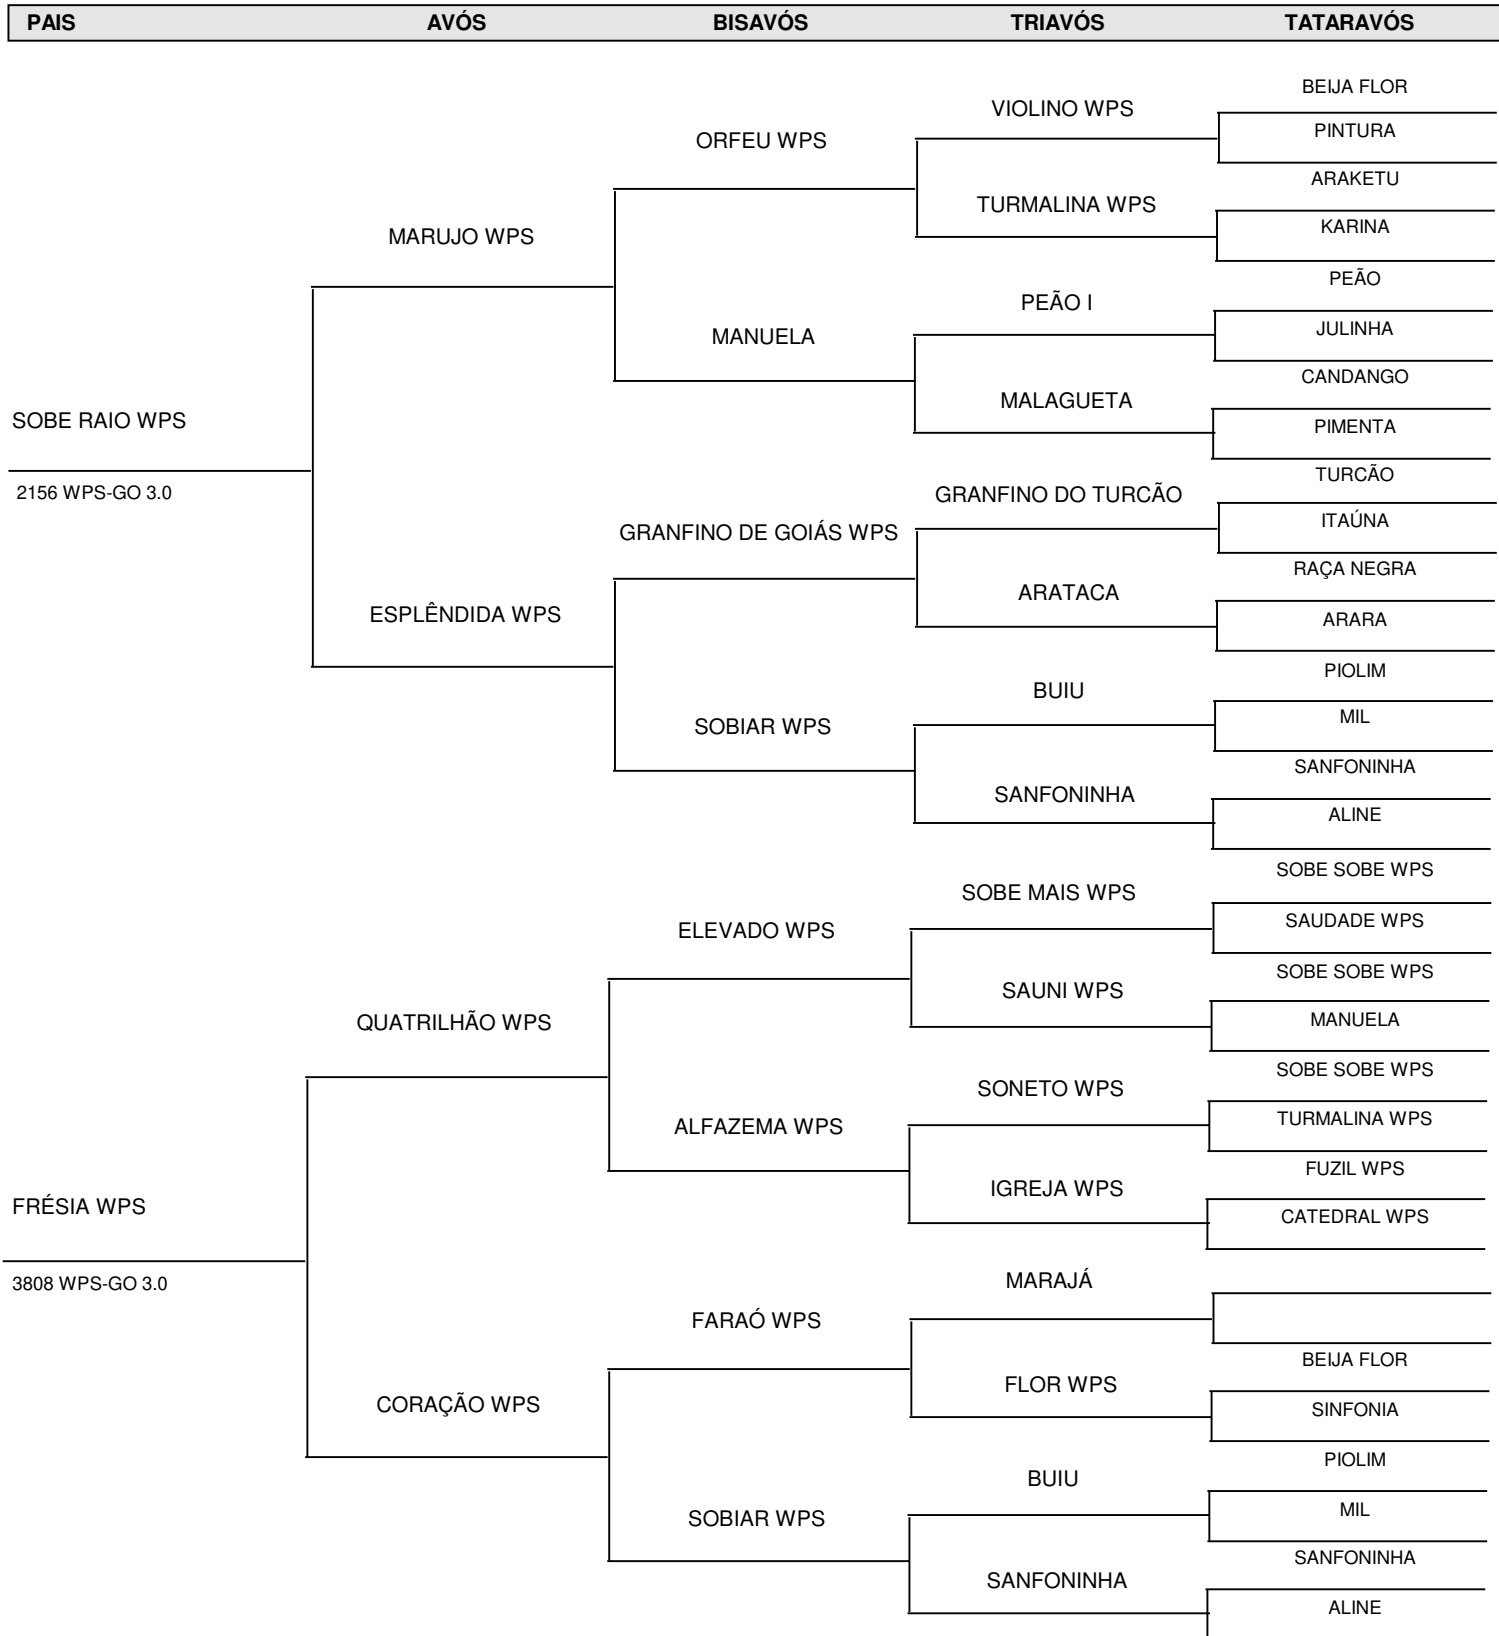 PAIS AVÓS BISAVÓS TRIAVÓS TATARAVÓS
BEIJA FLOR
VIOLINO WPS
PINTURA
ORFEU WPS
ARAKETU
TURMALINA WPS
KARINA
MARUJO WPS
PEÃO
PEÃO I
JULINHA
MANUELA
CANDANGO
MALAGUETA
SOBE RAIO WPS
PIMENTA
TURCÃO
2156 WPS-GO 3.0
GRANFINO DO TURCÃO
ITAÚNA
GRANFINO DE GOIÁS WPS
RAÇA NEGRA
ARATACA
ESPLÊNDIDA WPS
ARARA
PIOLIM
BUIU
MIL
SOBIAR WPS
SANFONINHA
SANFONINHA
ALINE
SOBE SOBE WPS
SOBE MAIS WPS
SAUDADE WPS
ELEVADO WPS
SOBE SOBE WPS
SAUNI WPS
QUATRILHÃO WPS
MANUELA
SOBE SOBE WPS
SONETO WPS
TURMALINA WPS
ALFAZEMA WPS
FUZIL WPS
IGREJA WPS
FRÉSIA WPS
CATEDRAL WPS
3808 WPS-GO 3.0
MARAJÁ
FARAÓ WPS
BEIJA FLOR
FLOR WPS
CORAÇÃO WPS
SINFONIA
PIOLIM
BUIU
MIL
SOBIAR WPS
SANFONINHA
SANFONINHA
ALINE